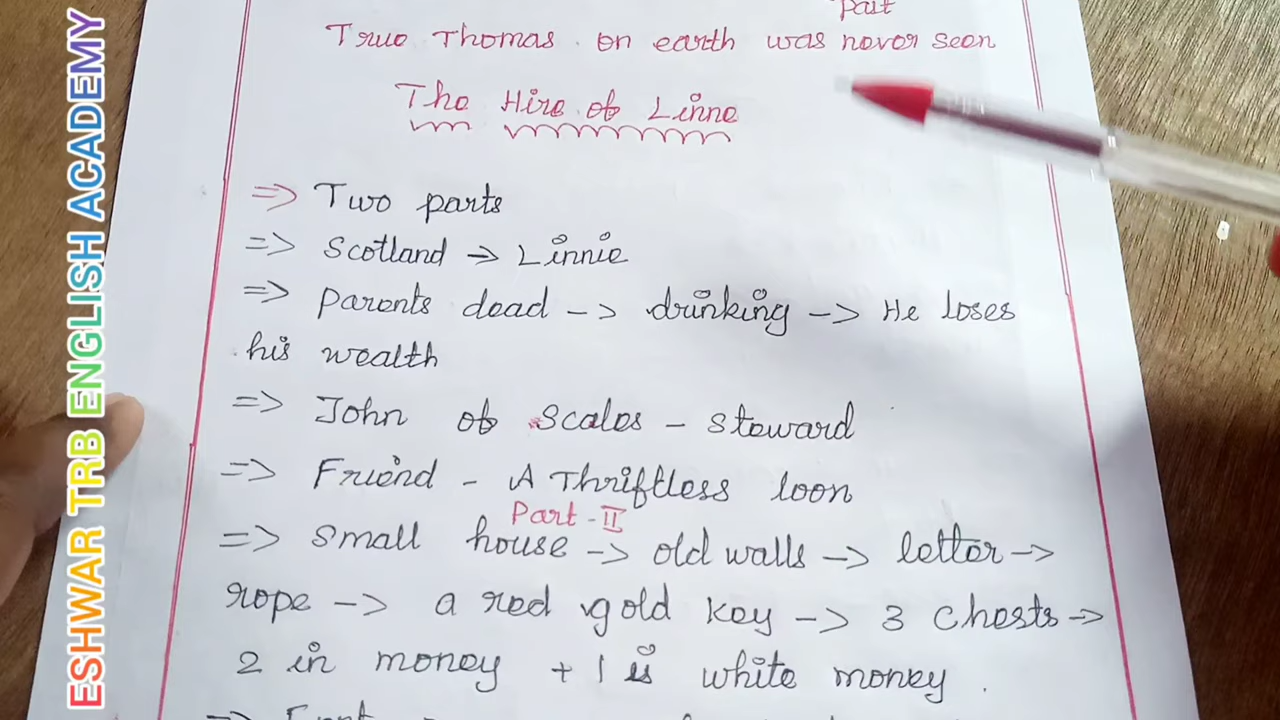 Part
True Thomas on earth was never seen
The Hire of Linne
=> Two parts
=> Scotland -> Linnie
=> Parents dead -> drinking -> He loses
his wealth
=> John of Scales - steward
=> Friend - A Thriftless loon
Part - II
=> Small house -> old walls -> letter ->
rope -> a red gold key -> 3 chests ->
2 in money + 1 is white money.
ESHWAR TRB ENGLISH ACADEMY